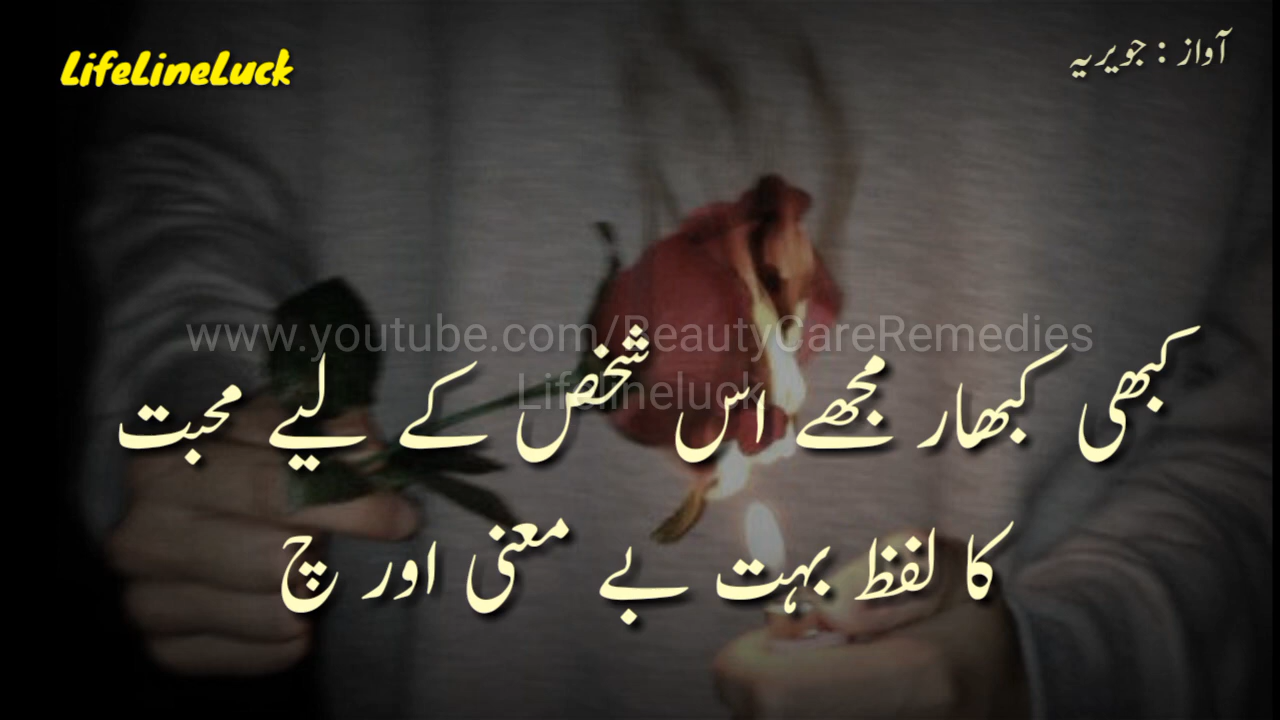 LifeLineLuck
آواز : جویریہ
www.youtube.com/BeautyCareRemedies
Lifelineluck
کبھی کبھار مجھے اس شخص کے لیے محبت
کا لفظ بہت بے معنی اور چ